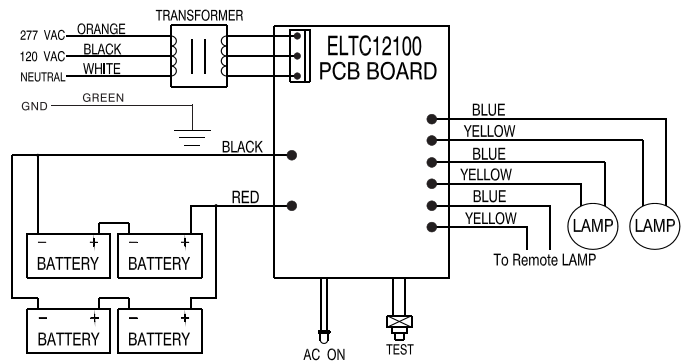 TRANSFORMER
277 VAC ORANGE
120 VAC BLACK
NEUTRAL WHITE
GND GREEN
ELTC12100
PCB BOARD
BLUE
YELLOW
BLUE
YELLOW
BLUE
YELLOW
LAMP LAMP
To Remote LAMP
BLACK
RED
- + - +
BATTERY BATTERY
- + - +
BATTERY BATTERY
AC ON TEST